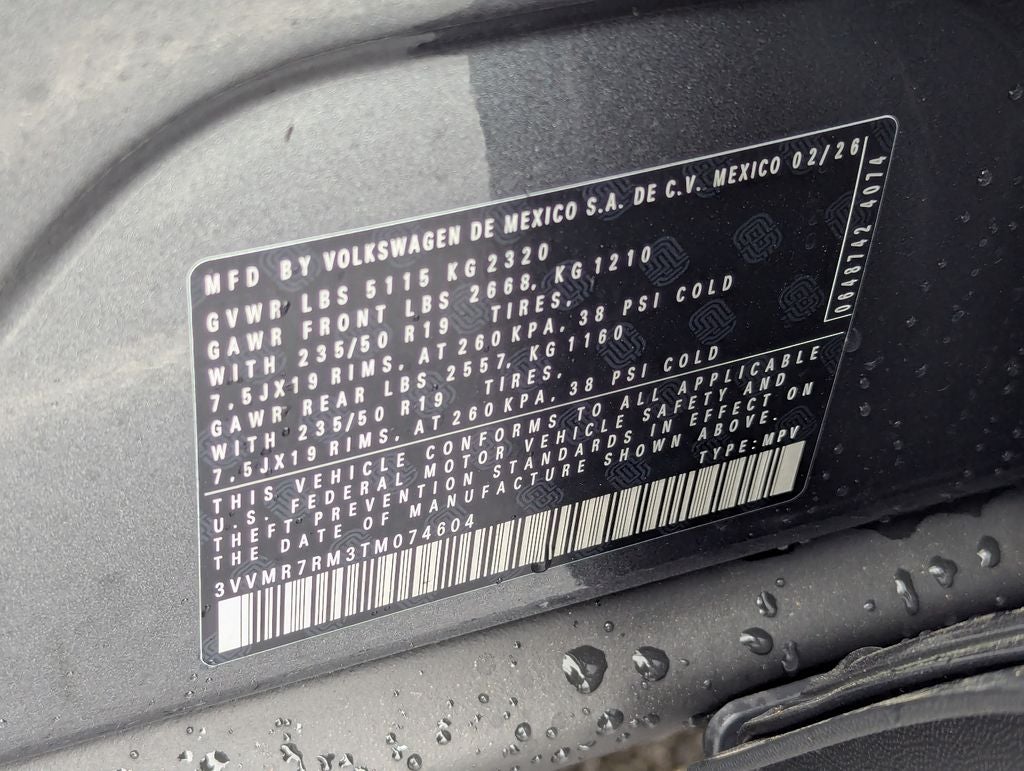 MFD BY VOLKSWAGEN DE MEXICO S.A. DE C.V. MEXICO 02/26
GVWR LBS 5115 KG 2320
GAWR FRONT LBS 2668, KG 1210
WITH 235/50 R19 TIRES,
7,5JX19 RIMS, AT 260 KPA, 38 PSI COLD
GAWR REAR LBS 2557, KG 1160
WITH 235/50 R19 TIRES,
7,5JX19 RIMS, AT 260 KPA, 38 PSI COLD
THIS VEHICLE CONFORMS TO ALL APPLICABLE
U.S. FEDERAL MOTOR VEHICLE SAFETY AND
THEFT PREVENTION STANDARDS IN EFFECT ON
THE DATE OF MANUFACTURE SHOWN ABOVE.
3VVMR7RM3TM074604 TYPE: MPV
0648742 4074